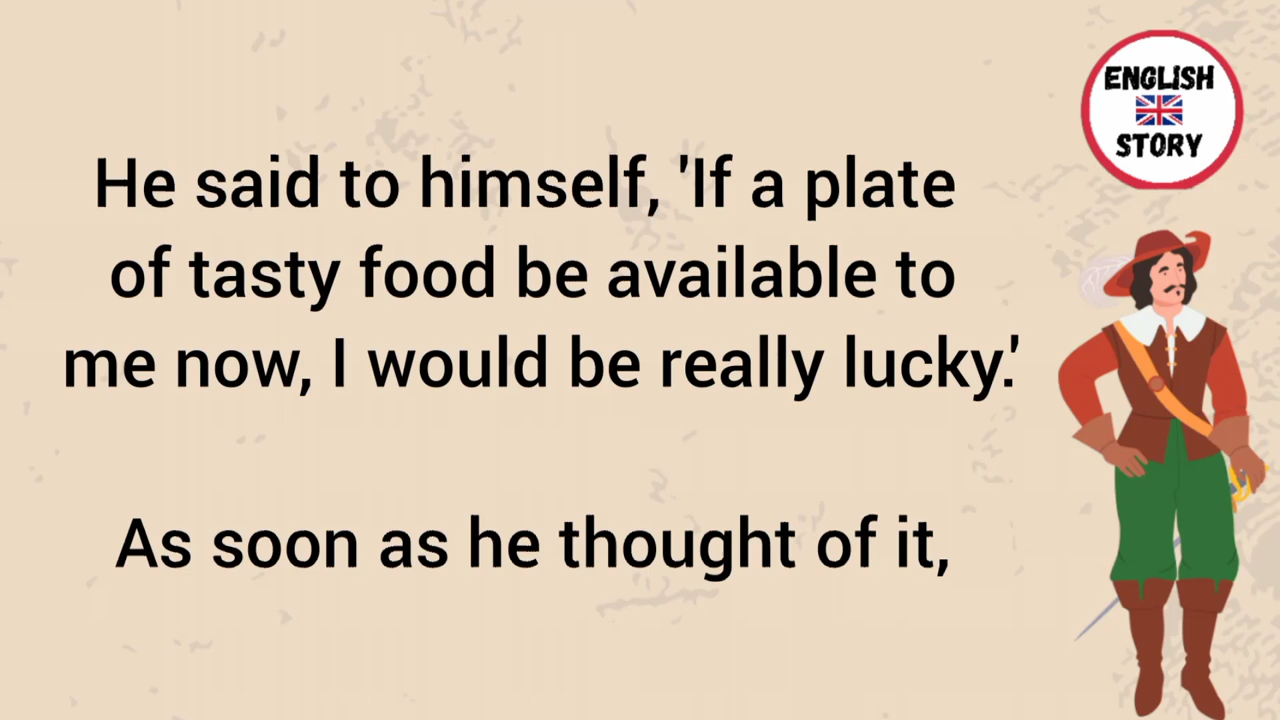 ENGLISH
STORY
He said to himself, 'If a plate
of tasty food be available to
me now, I would be really lucky.'
As soon as he thought of it,